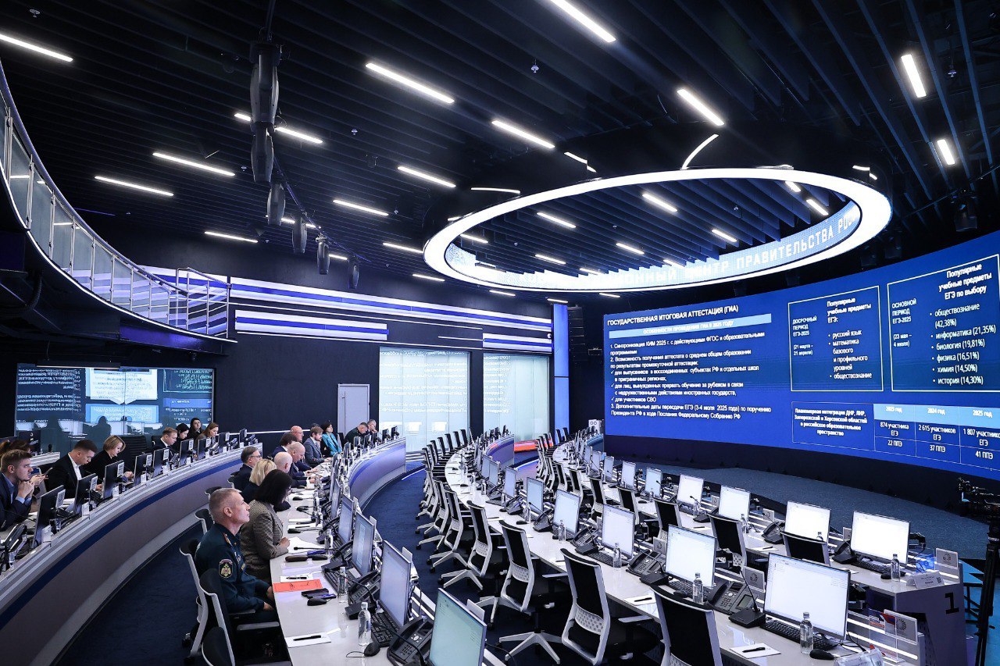 ЦЕНТР ПРАВИТЕЛЬСТВА
ГОСУДАРСТВЕННАЯ ИТОГОВАЯ АТТЕСТАЦИЯ (ГИА)
ОСОБЕННОСТИ ПРОВЕДЕНИЯ ГИА В 2025 ГОДУ
1. Синхронизация КИМ 2025 г. с действующими ФГОС и образовательными
программами
2. Возможность получения аттестата о среднем общем образовании
по результатам промежуточной аттестации:
✓ для выпускников в воссоединенных субъектах РФ и отдельных школ
в приграничных регионах,
✓ для лиц, вынужденных прервать обучение за рубежом в связи
с недружественными действиями иностранных государств,
✓ для участников СВО
3. Дополнительные даты пересдачи ЕГЭ (3-4 июля 2025 года) по поручению
Президента РФ в ходе Послания Федеральному Собранию РФ
ДОСРОЧНЫЙ
ПЕРИОД
ЕГЭ-2025
(21 марта –
21 апреля)
Популярные
учебные предметы
ЕГЭ:
• русский язык
• математика
базового
и профильного
уровней
• обществознание
ОСНОВНОЙ
ПЕРИОД
ЕГЭ-2025
(23 мая –
4 июля)
Популярные
учебные предметы
ЕГЭ по выбору
• обществознание
(42,38%)
• информатика (21,35%)
• биология (19,81%)
• физика (16,51%)
• химия (14,50%)
• история (14,30%)
Планомерная интеграция ДНР, ЛНР,
Запорожской и Херсонской областей
в российское образовательное
пространство
2023 год
2024 год
2025 год
874 участника
ЕГЭ
2 615 участников
ЕГЭ
1 807 участников
ЕГЭ
22 ППЭ
37 ППЭ
41 ППЭ
1